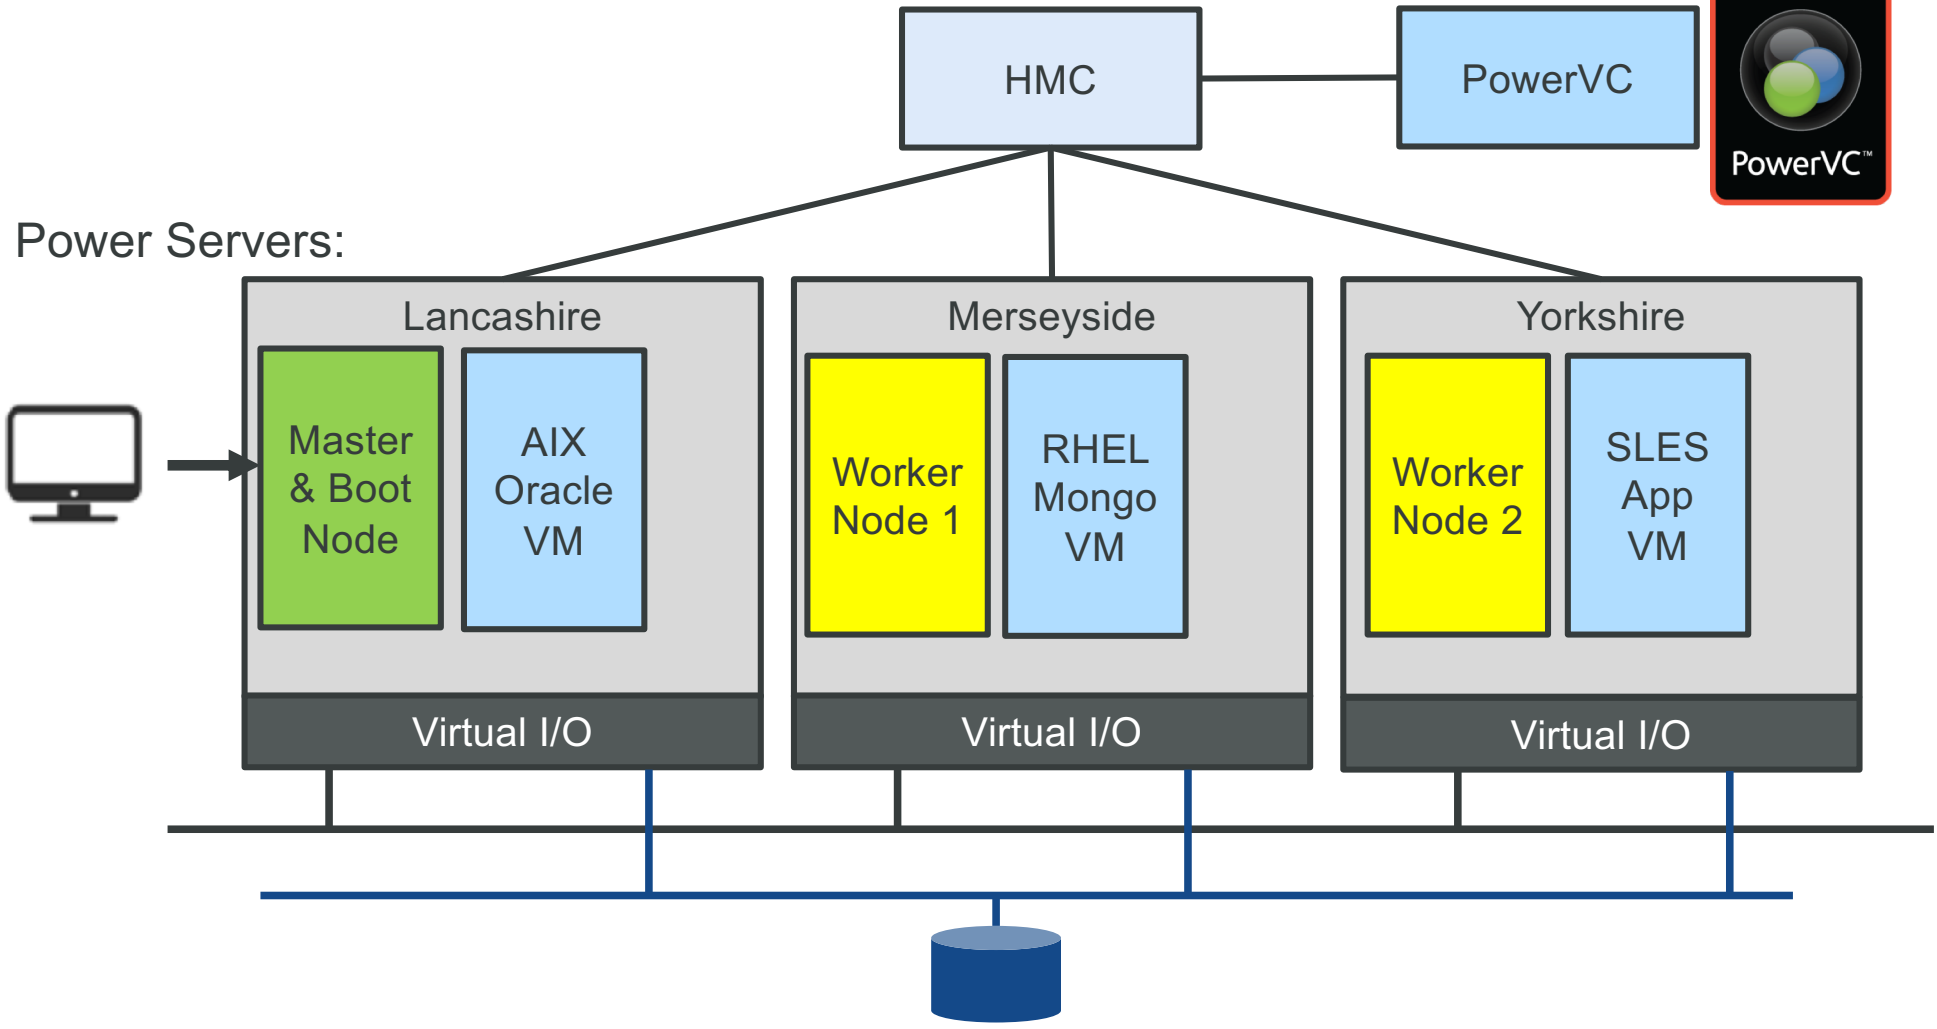 HMC
PowerVC
PowerVC™
Power Servers:
Lancashire
Master
& Boot
Node
AIX
Oracle
VM
Virtual I/O
Merseyside
Worker
Node 1
RHEL
Mongo
VM
Virtual I/O
Yorkshire
Worker
Node 2
SLES
App
VM
Virtual I/O